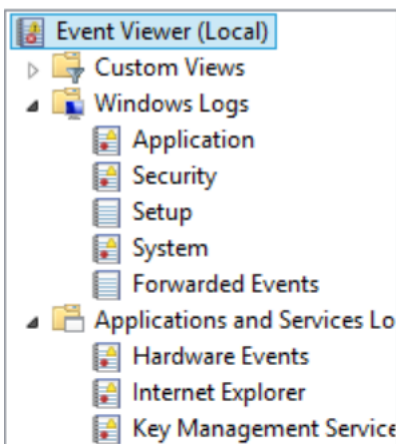 Event Viewer (Local)
Custom Views
Windows Logs
Application
Security
Setup
System
Forwarded Events
Applications and Services Lo
Hardware Events
Internet Explorer
Key Management Service